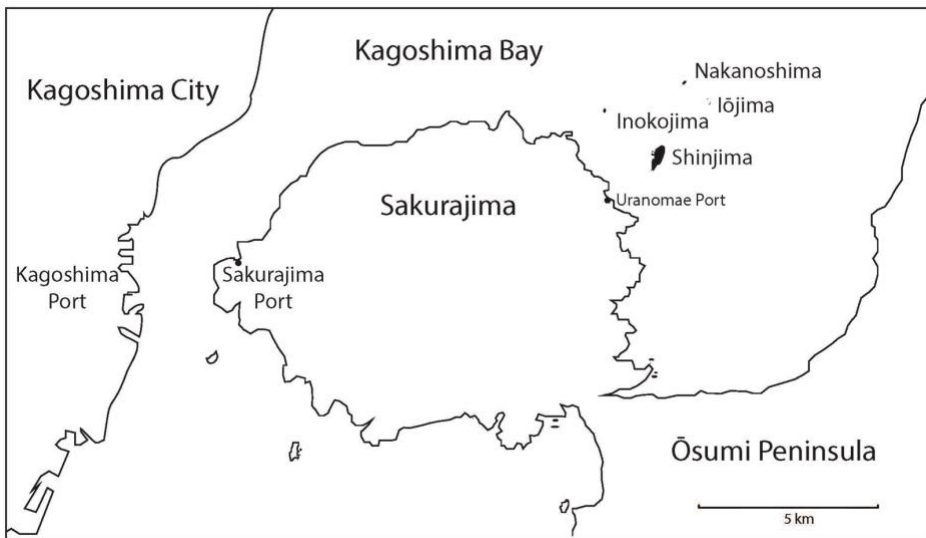 Kagoshima Bay
Kagoshima City
Nakanoshima
Iōjima
Inokojima
Shinjima
Sakurajima
Uranomae Port
Kagoshima
Port
Sakurajima
Port
Ōsumi Peninsula
5 km